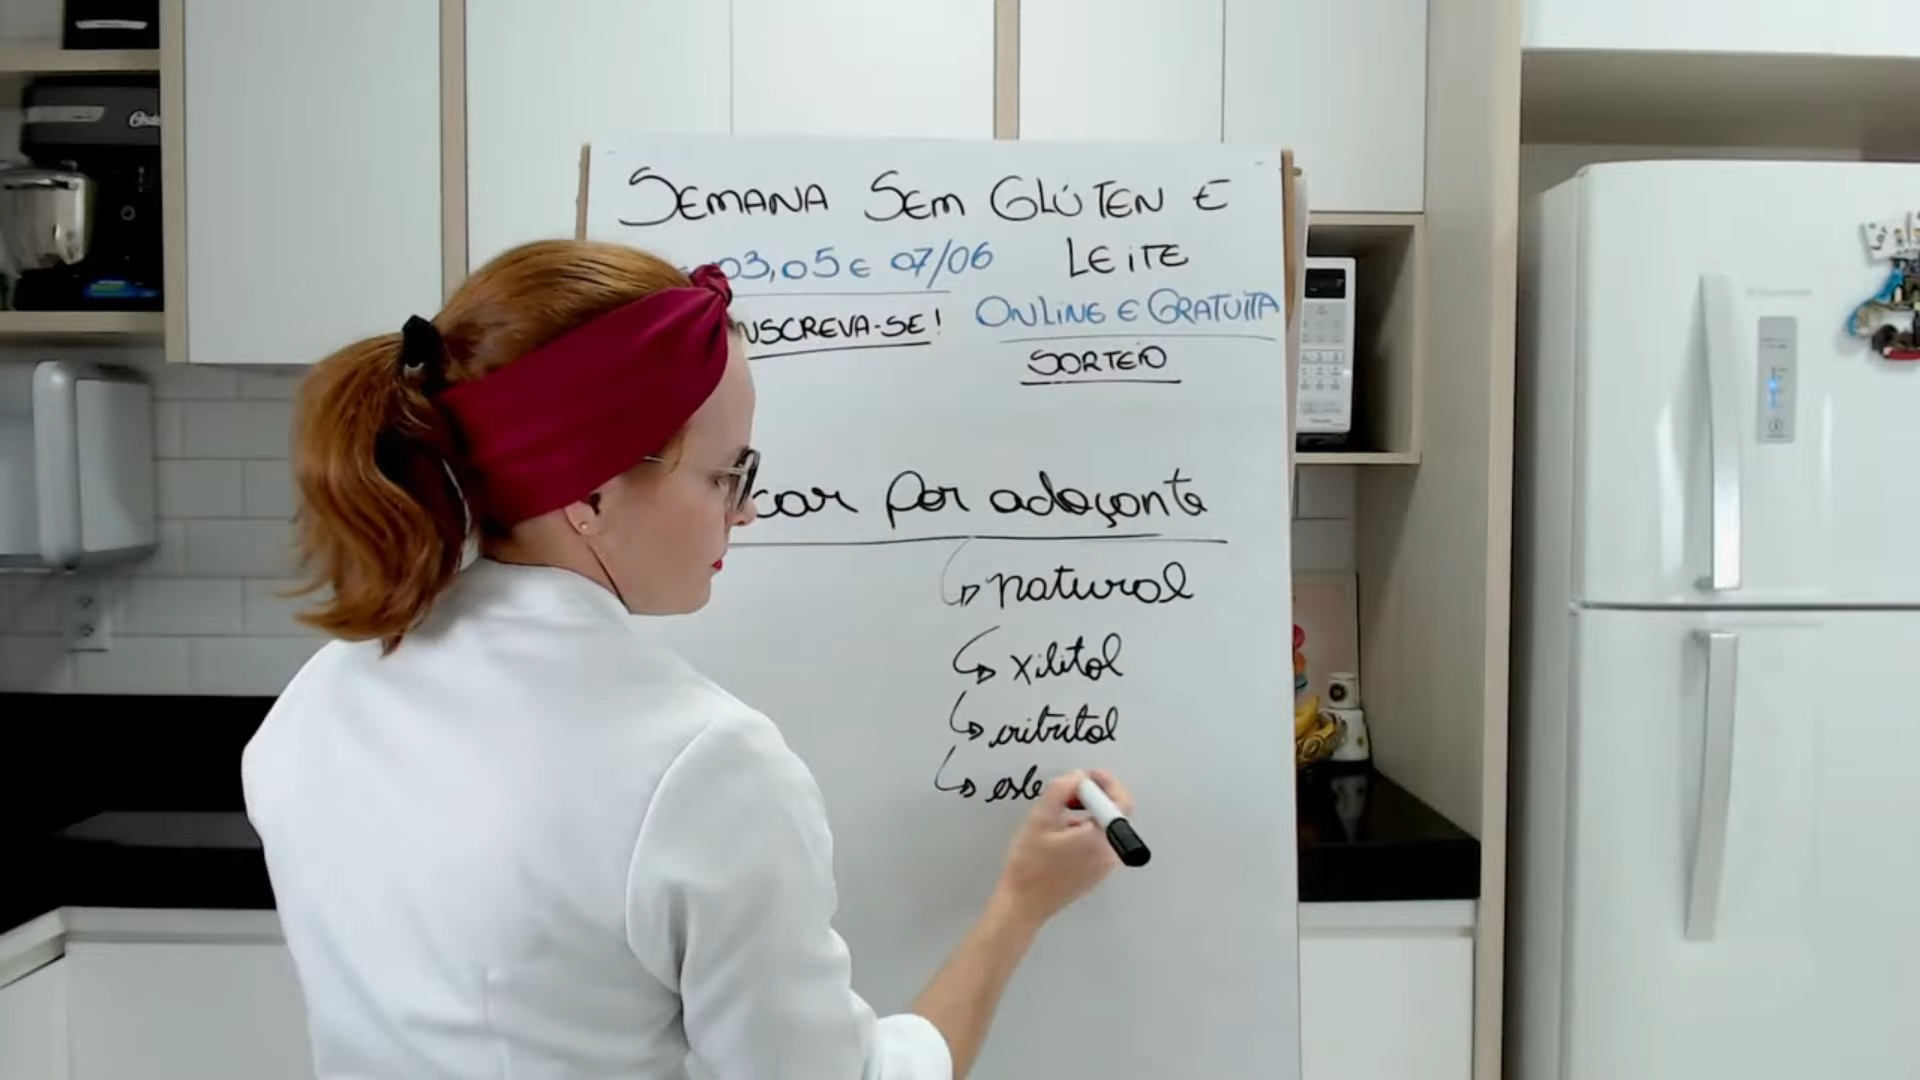 SEMANA SEM GLÚTEN E
LEITE
03,05 E 07/06
ONLINE E GRATUITA
NSCREVA-SE!
SORTEIO
car por adoçante
natural
xilitol
eritritol
este